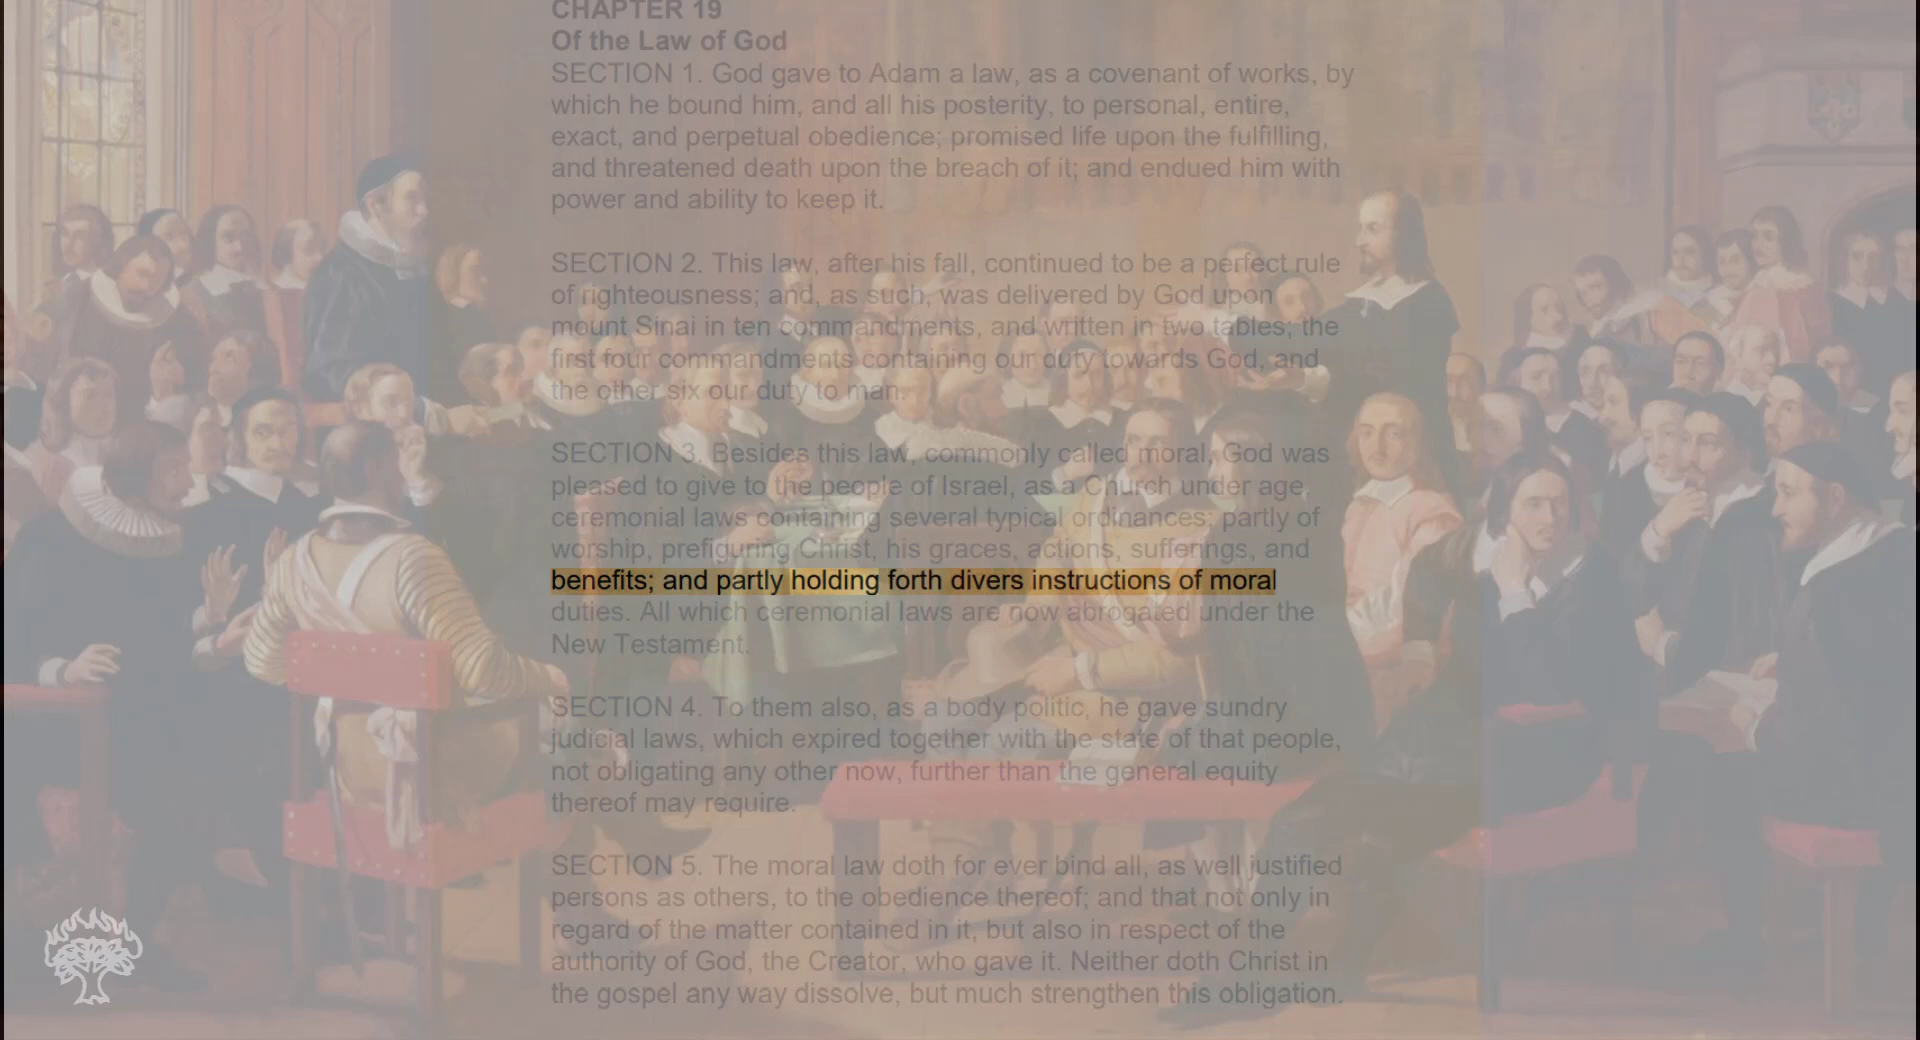 CHAPTER 19
Of the Law of God
SECTION 1. God gave to Adam a law, as a covenant of works, by
which he bound him, and all his posterity, to personal, entire,
exact, and perpetual obedience; promised life upon the fulfilling,
and threatened death upon the breach of it; and endued him with
power and ability to keep it.
SECTION 2. This law, after his fall, continued to be a perfect rule
of righteousness; and, as such, was delivered by God upon
mount Sinai in ten commandments, and written in two tables; the
first four commandments containing our duty towards God, and
the other six our duty to man.
SECTION 3. Besides this law, commonly called moral, God was
pleased to give to the people of Israel, as a Church under age,
ceremonial laws containing several typical ordinances; partly of
worship, prefiguring Christ, his graces, actions, sufferings, and
benefits; and partly holding forth divers instructions of moral
duties. All which ceremonial laws are now abrogated under the
New Testament.
SECTION 4. To them also, as a body politic, he gave sundry
judicial laws, which expired together with the state of that people,
not obligating any other now, further than the general equity
thereof may require.
SECTION 5. The moral law doth for ever bind all, as well justified
persons as others, to the obedience thereof; and that not only in
regard of the matter contained in it, but also in respect of the
authority of God, the Creator, who gave it. Neither doth Christ in
the gospel any way dissolve, but much strengthen this obligation.